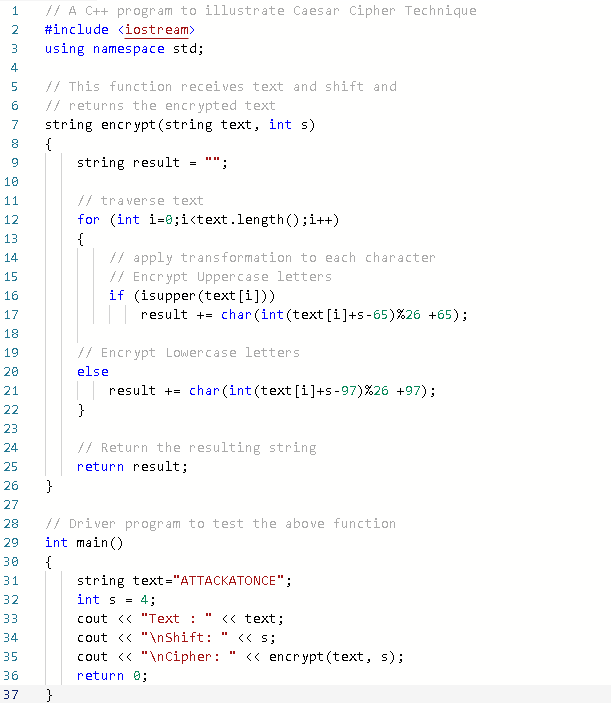 1 // A C++ program to illustrate Caesar Cipher Technique
2 #include <iostream>
3 using namespace std;
4
5 // This function receives text and shift and
6 // returns the encrypted text
7 string encrypt(string text, int s)
8 {
9     string result = "";
10
11     // traverse text
12     for (int i=0;i<text.length();i++)
13     {
14         // apply transformation to each character
15         // Encrypt Uppercase letters
16         if (isupper(text[i]))
17             result += char(int(text[i]+s-65)%26 +65);
18
19     // Encrypt Lowercase letters
20     else
21         result += char(int(text[i]+s-97)%26 +97);
22     }
23
24     // Return the resulting string
25     return result;
26 }
27
28 // Driver program to test the above function
29 int main()
30 {
31     string text="ATTACKATONCE";
32     int s = 4;
33     cout << "Text : " << text;
34     cout << "\nShift: " << s;
35     cout << "\nCipher: " << encrypt(text, s);
36     return 0;
37 }